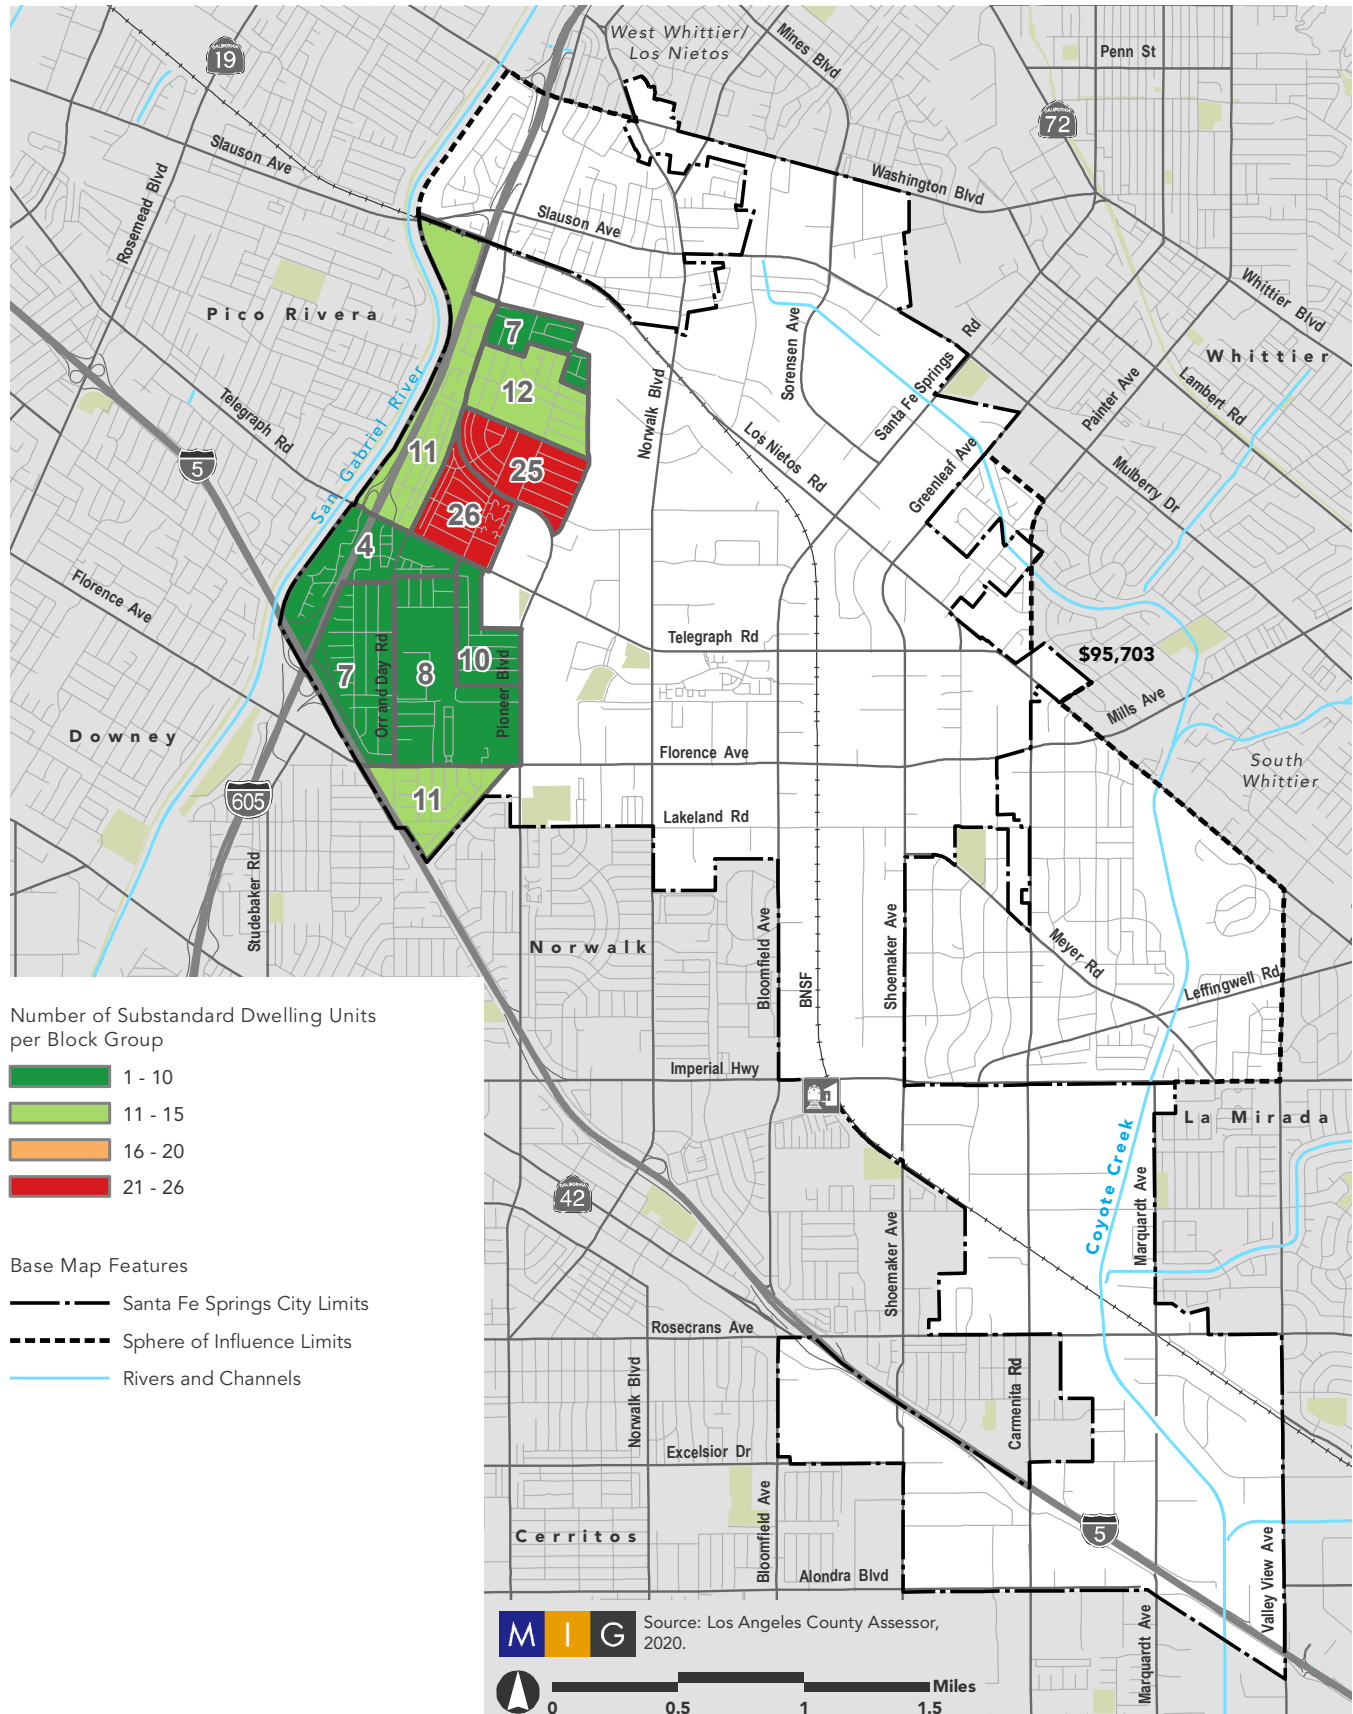 West Whittier/
Los Nietos
Mines Blvd
Penn St
CALIFORNIA
19
CALIFORNIA
72
Slauson Ave
Rosemead Blvd
Washington Blvd
Slauson Ave
Whittier Blvd
Pico Rivera
7
Sorensen Ave
Santa Fe Springs Rd
Whittier
Painter Ave
Lambert Rd
12
Norwalk Blvd
Telegraph Rd
San Gabriel River
11
Los Nietos Rd
Greenleaf Ave
Mulberry Dr
5
25
26
4
Florence Ave
Telegraph Rd
$95,703
Orr and Day Rd
7
8
10
Pioneer Blvd
Mills Ave
Downey
Florence Ave
South
Whittier
605
11
Lakeland Rd
Studebaker Rd
Norwalk
Bloomfield Ave
BNSF
Shoemaker Ave
Meyer Rd
Leffingwell Rd
Number of Substandard Dwelling Units
per Block Group
1 - 10
11 - 15
16 - 20
21 - 26
Imperial Hwy
La Mirada
Coyote Creek
Marquardt Ave
CALIFORNIA
42
Shoemaker Ave
Base Map Features
Santa Fe Springs City Limits
Sphere of Influence Limits
Rivers and Channels
Rosecrans Ave
Norwalk Blvd
Carmenita Rd
Excelsior Dr
Bloomfield Ave
Cerritos
5
Valley View Ave
Alondra Blvd
Marquardt Ave
M I G
Source: Los Angeles County Assessor,
2020.
Miles
0 0.5 1 1.5